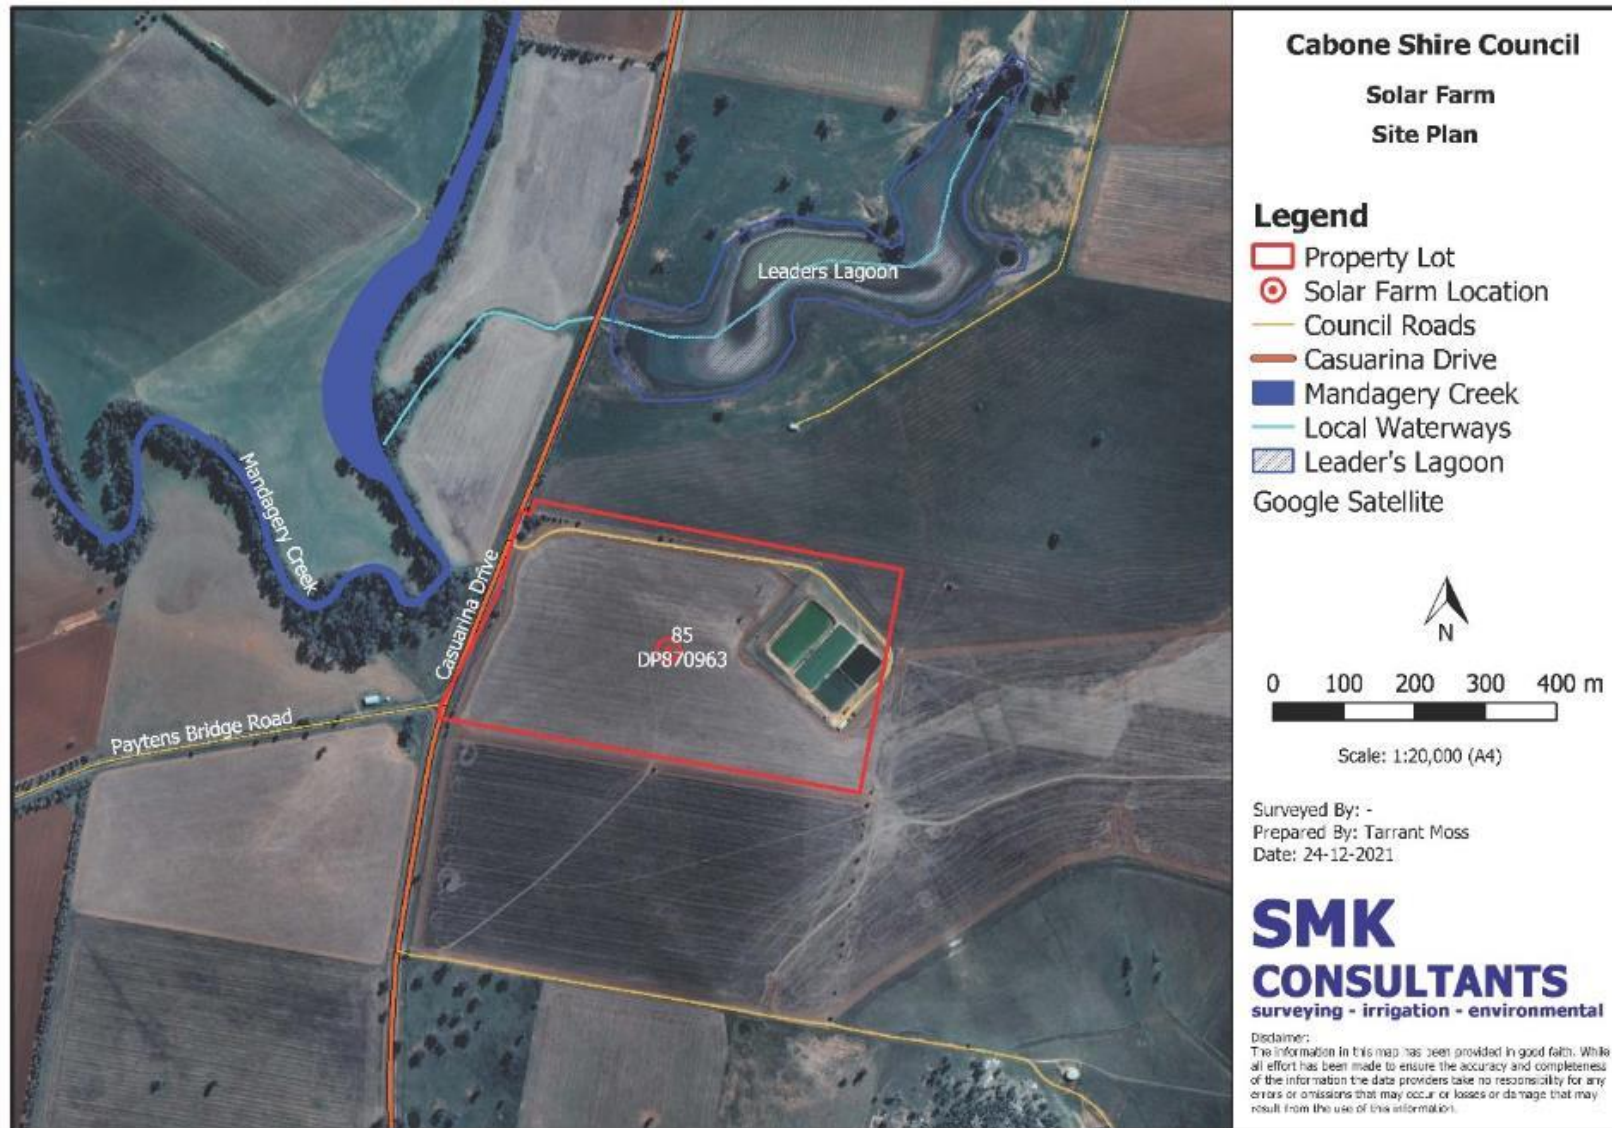 Cabone Shire Council
Solar Farm
Site Plan
Legend
Property Lot
Solar Farm Location
Council Roads
Casuarina Drive
Mandagery Creek
Local Waterways
Leader's Lagoon
Google Satellite
N
0 100 200 300 400 m
Scale: 1:20,000 (A4)
Surveyed By: -
Prepared By: Tarrant Moss
Date: 24-12-2021
SMK
CONSULTANTS
surveying - irrigation - environmental
Disclaimer:
The information in this map has been provided in good faith. While
all effort has been made to ensure the accuracy and completeness
of the information the data providers take no responsibility for any
errors or omissions that may occur or losses or damage that may
result from the use of this information.
Leaders Lagoon
Mandagery Creek
Casuarina Drive
85
DP870963
Paytens Bridge Road